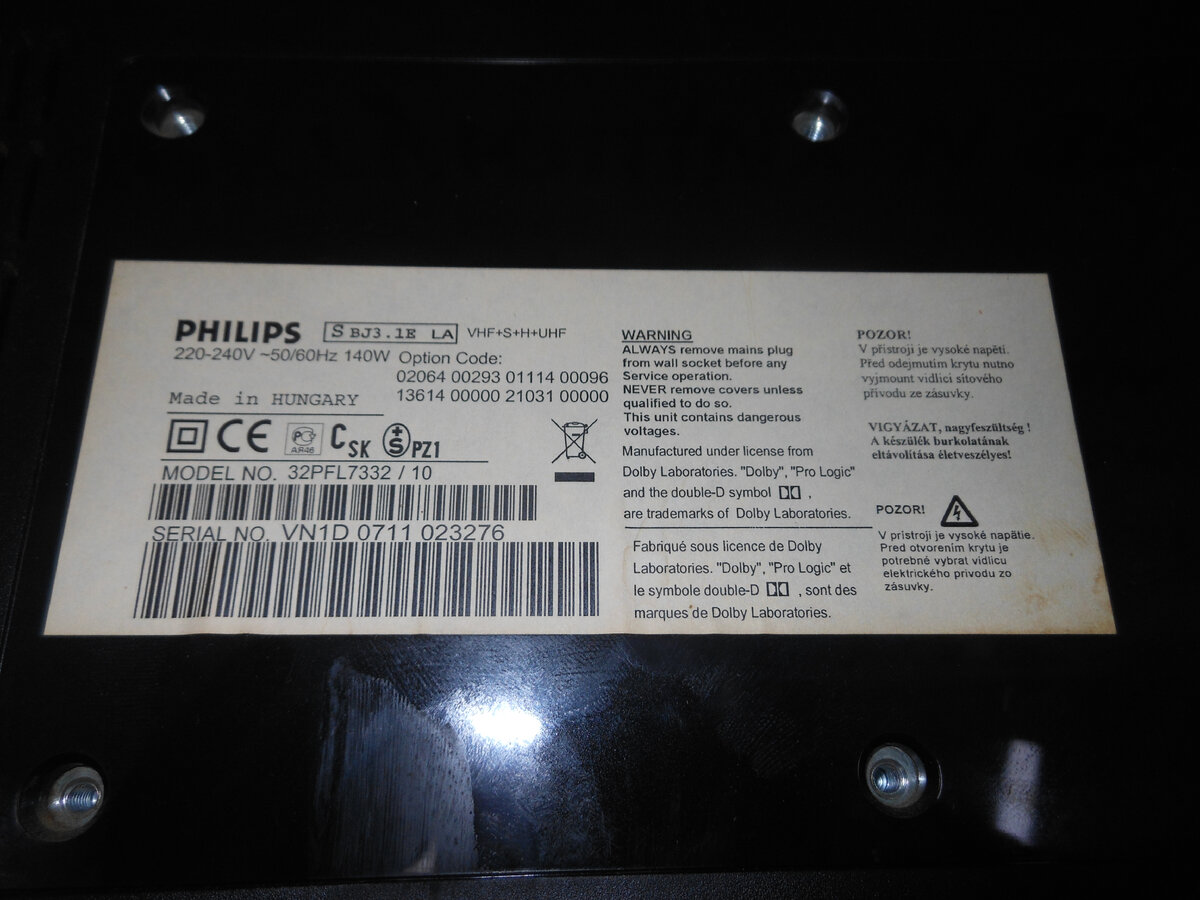 PHILIPS S BJ3.1E LA VHF+S+H+UHF
220-240V ~50/60Hz 140W Option Code:
02064 00293 01114 00096
13614 00000 21031 00000
Made in HUNGARY
CE PG АЯ46 CSK S PZ1
MODEL NO. 32PFL7332 / 10
SERIAL NO. VN1D 0711 023276
WARNING
ALWAYS remove mains plug
from wall socket before any
Service operation.
NEVER remove covers unless
qualified to do so.
This unit contains dangerous
voltages.
Manufactured under license from
Dolby Laboratories. "Dolby", "Pro Logic"
and the double-D symbol ,
are trademarks of Dolby Laboratories.
Fabriqué sous licence de Dolby
Laboratories. "Dolby", "Pro Logic" et
le symbole double-D , sont des
marques de Dolby Laboratories.
POZOR!
V přístroji je vysoké napětí.
Před odejmutím krytu nutno
vyjmount vidlici síťového
přívodu ze zásuvky.
VIGYÁZAT, nagyfeszültség !
A készülék burkolatának
eltávolítása életveszélyes!
POZOR!
V pristroji je vysoké napätie.
Pred otvorením krytu je
potrebné vybrat vidlicu
elektrického privodu zo
zásuvky.